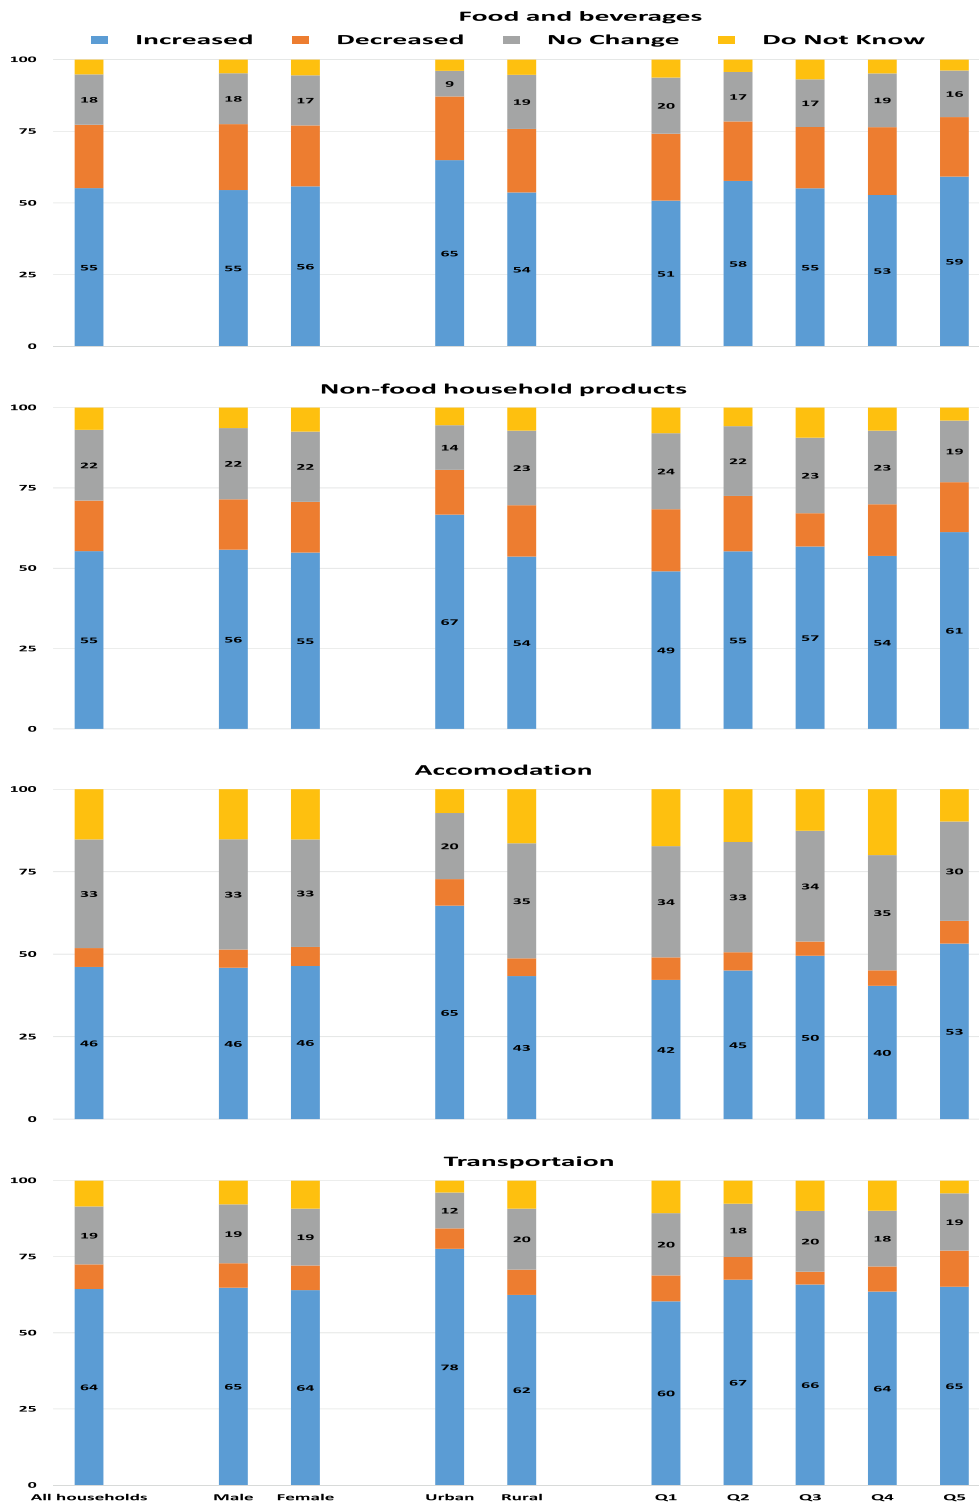 Food and beverages
Increased Decreased No Change Do Not Know
100
75
50
25
0
18 18 17 9 19 20 17 17 19 16
55 55 56 65 54 51 58 55 53 59
Non-food household products
100
75
50
25
0
22 22 22 14 23 24 22 23 23 19
55 56 55 67 54 49 55 57 54 61
Accomodation
100
75
50
25
0
33 33 33 20 35 34 33 34 35 30
46 46 46 65 43 42 45 50 40 53
Transportaion
100
75
50
25
0
19 19 19 12 20 20 18 20 18 19
64 65 64 78 62 60 67 66 64 65
All households Male Female Urban Rural Q1 Q2 Q3 Q4 Q5